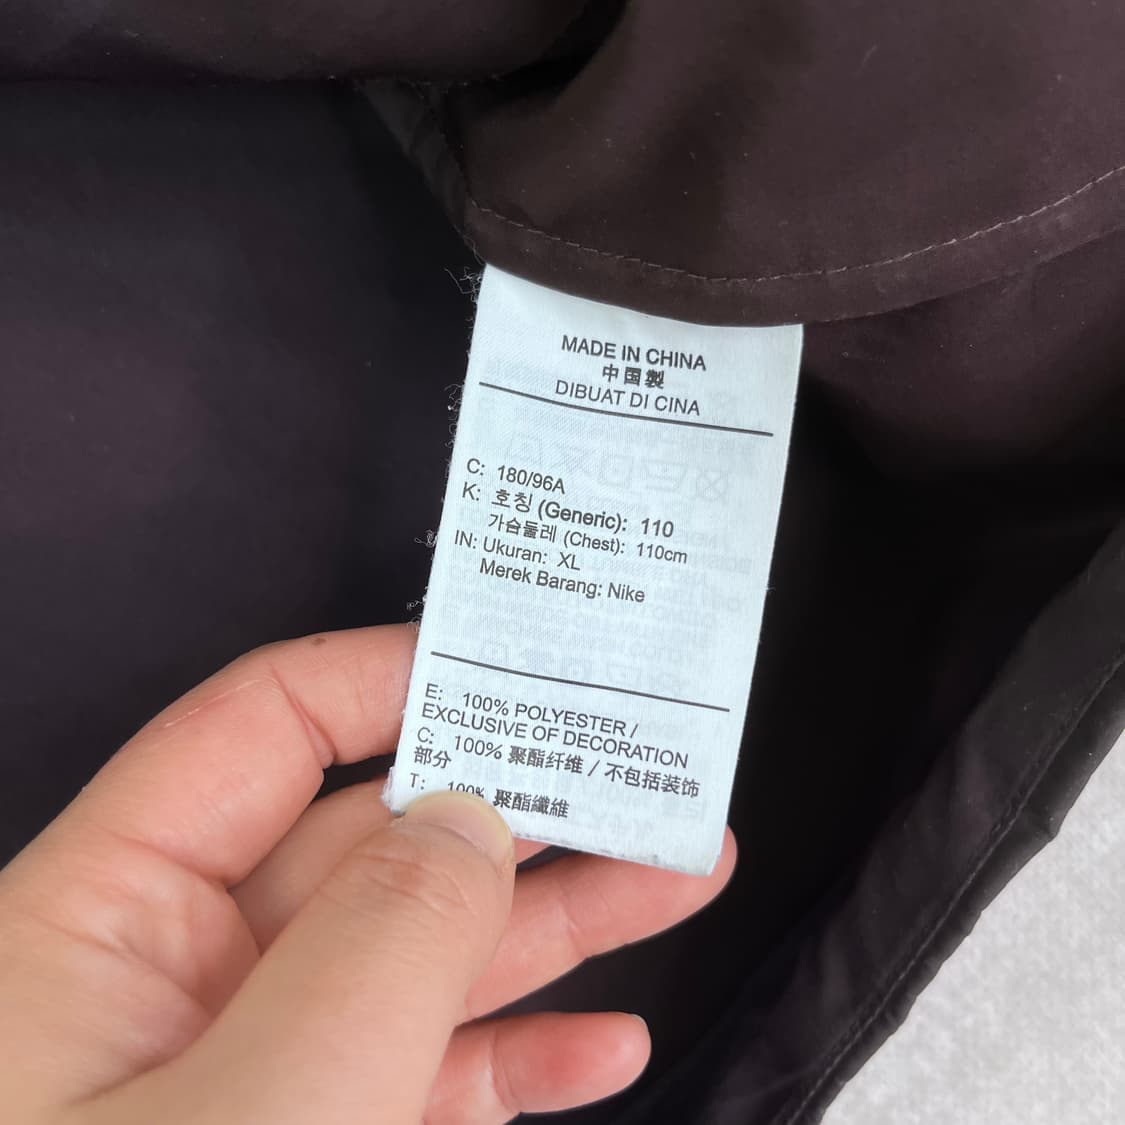 MADE IN CHINA
中国製
DIBUAT DI CINA
C: 180/96A
K: 호칭 (Generic): 110
가슴둘레 (Chest): 110cm
IN: Ukuran: XL
Merek Barang: Nike
E: 100% POLYESTER /
EXCLUSIVE OF DECORATION
C: 100% 聚酯纤维 / 不包括装饰
部分
T: 100% 聚酯纖維